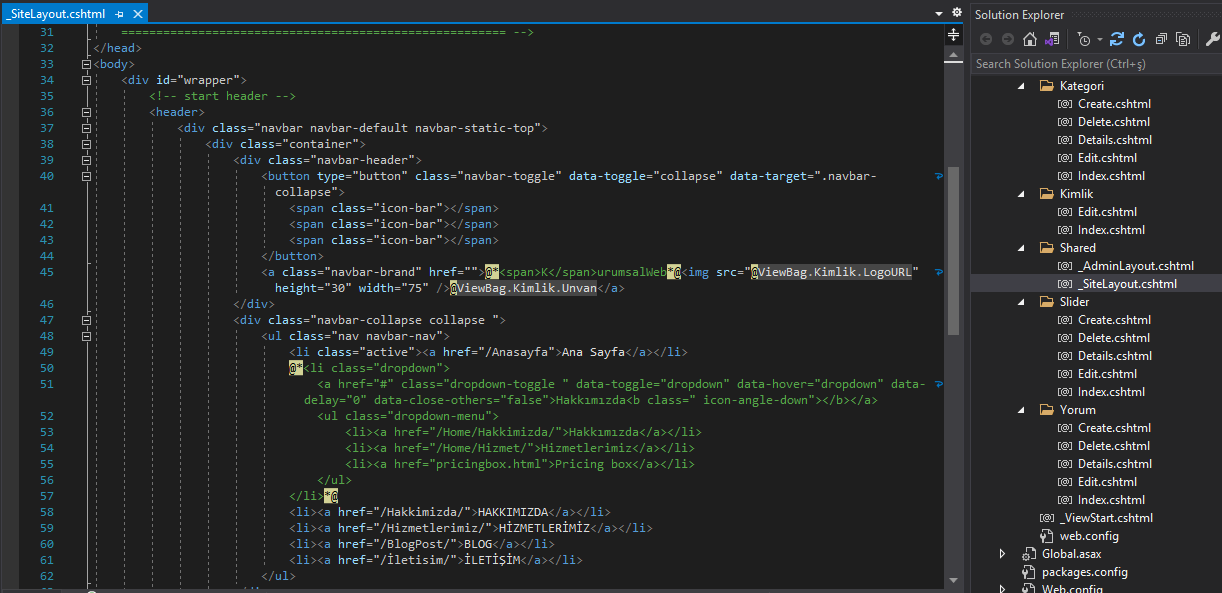 _SiteLayout.cshtml
31 ======================================================= -->
32 </head>
33 <body>
34 <div id="wrapper">
35 <!-- start header -->
36 <header>
37 <div class="navbar navbar-default navbar-static-top">
38 <div class="container">
39 <div class="navbar-header">
40 <button type="button" class="navbar-toggle" data-toggle="collapse" data-target=".navbar-
collapse">
41 <span class="icon-bar"></span>
42 <span class="icon-bar"></span>
43 <span class="icon-bar"></span>
44 </button>
45 <a class="navbar-brand" href="">@*<span>K</span>urumsalWeb*@<img src="@ViewBag.Kimlik.LogoURL"
height="30" width="75" />@ViewBag.Kimlik.Unvan</a>
46 </div>
47 <div class="navbar-collapse collapse ">
48 <ul class="nav navbar-nav">
49 <li class="active"><a href="/Anasayfa">Ana Sayfa</a></li>
50 @*<li class="dropdown">
51 <a href="#" class="dropdown-toggle " data-toggle="dropdown" data-hover="dropdown" data-
delay="0" data-close-others="false">Hakkımızda<b class=" icon-angle-down"></b></a>
52 <ul class="dropdown-menu">
53 <li><a href="/Home/Hakkimizda/">Hakkımızda</a></li>
54 <li><a href="/Home/Hizmet/">Hizmetlerimiz</a></li>
55 <li><a href="pricingbox.html">Pricing box</a></li>
56 </ul>
57 </li>*@
58 <li><a href="/Hakkimizda/">HAKKIMIZDA</a></li>
59 <li><a href="/Hizmetlerimiz/">HİZMETLERİMİZ</a></li>
60 <li><a href="/BlogPost/">BLOG</a></li>
61 <li><a href="/İletisim/">İLETİŞİM</a></li>
62 </ul>
Solution Explorer
Search Solution Explorer (Ctrl+ş)
Kategori
Create.cshtml
Delete.cshtml
Details.cshtml
Edit.cshtml
Index.cshtml
Kimlik
Edit.cshtml
Index.cshtml
Shared
_AdminLayout.cshtml
_SiteLayout.cshtml
Slider
Create.cshtml
Delete.cshtml
Details.cshtml
Edit.cshtml
Index.cshtml
Yorum
Create.cshtml
Delete.cshtml
Details.cshtml
Edit.cshtml
Index.cshtml
_ViewStart.cshtml
web.config
Global.asax
packages.config
Web.config